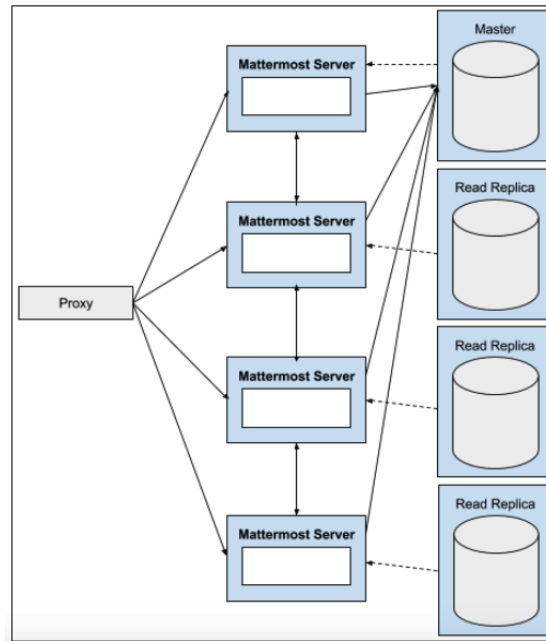 Master
Mattermost Server
Read Replica
Mattermost Server
Proxy
Read Replica
Mattermost Server
Read Replica
Mattermost Server